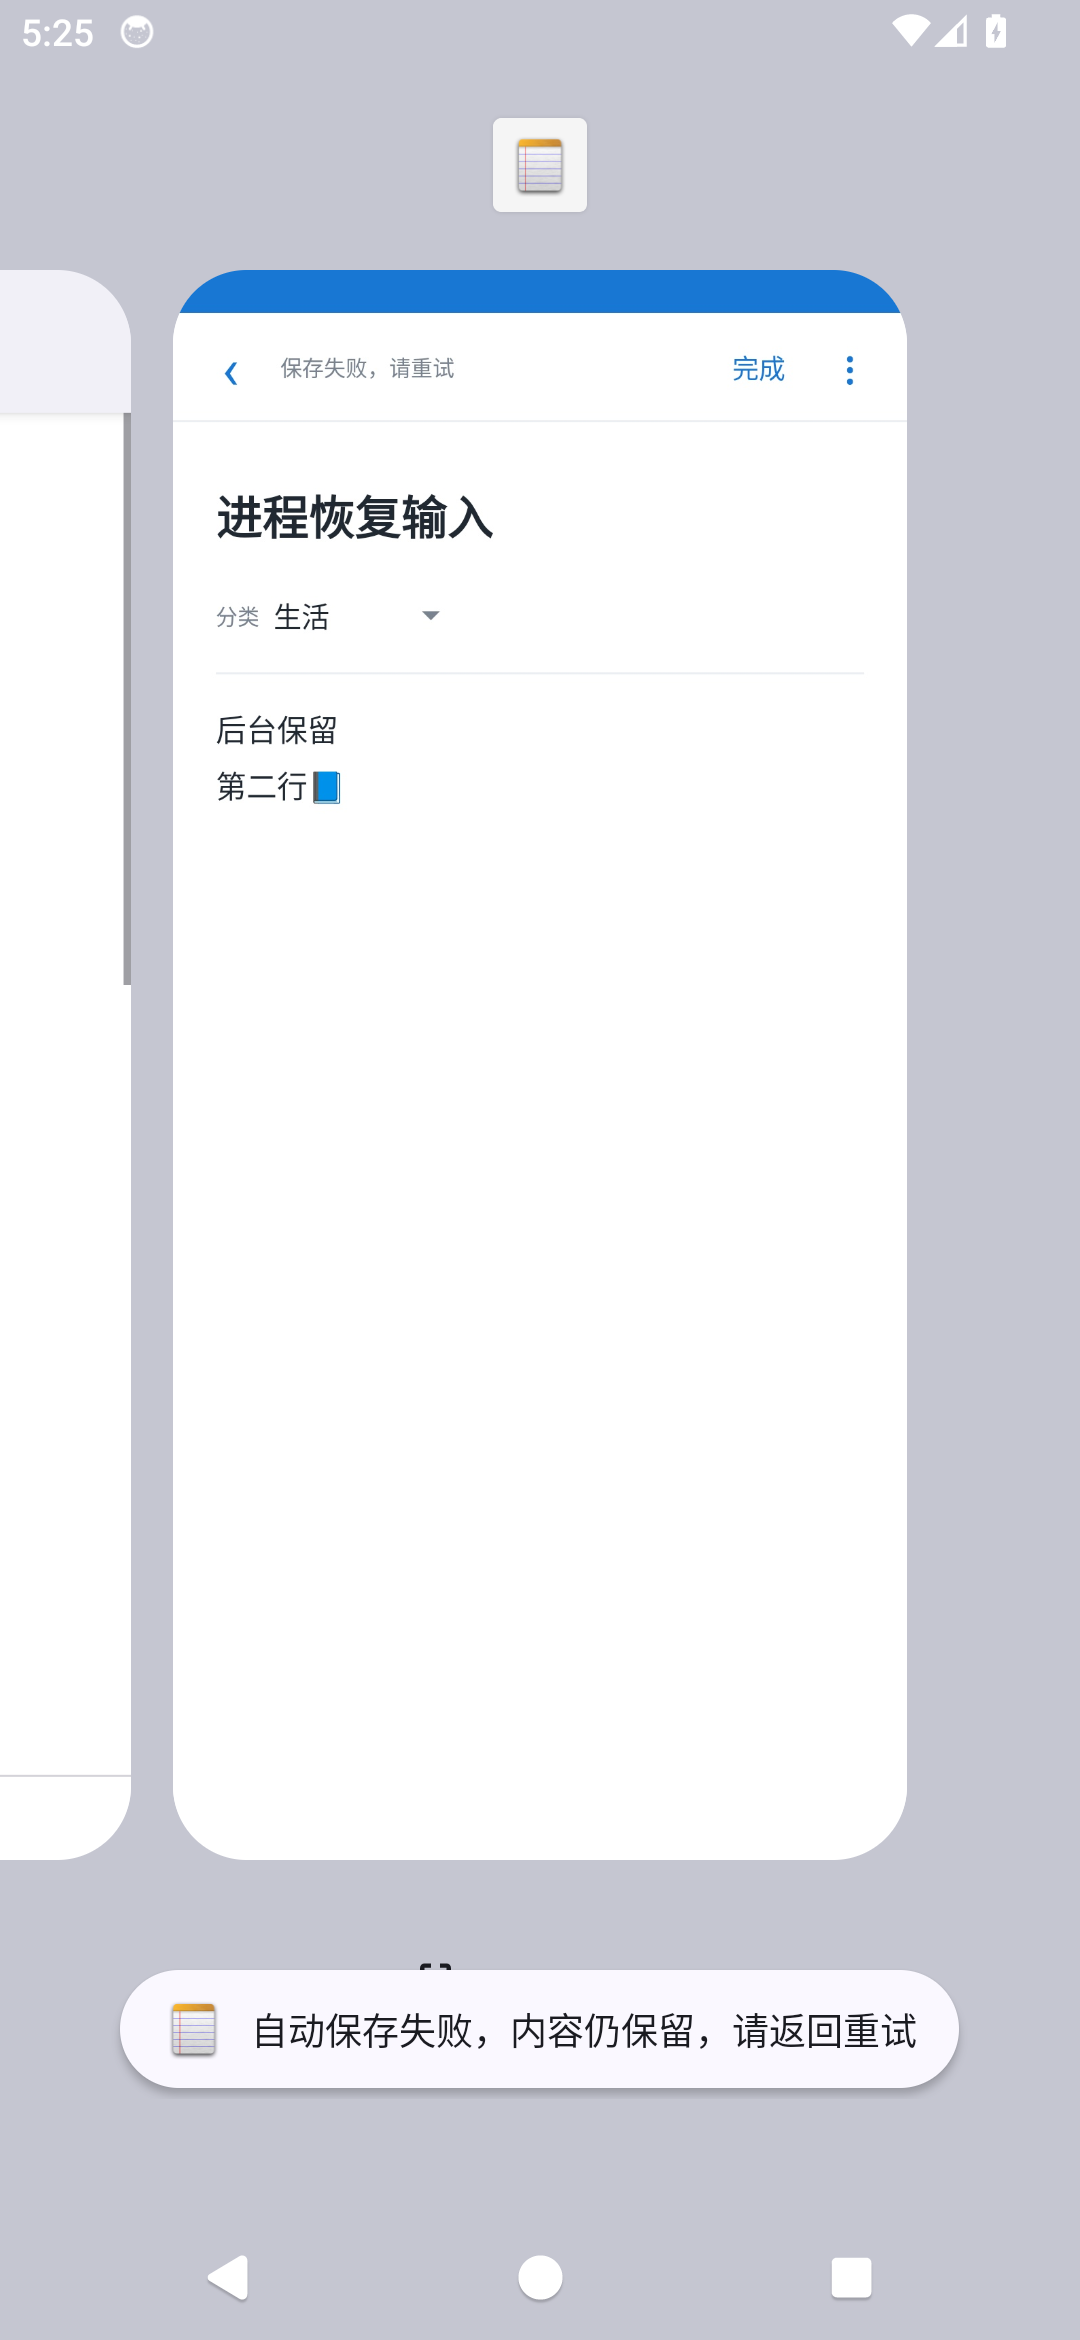 5:25
保存失败，请重试
完成
进程恢复输入
分类 生活
后台保留
第二行📘
自动保存失败，内容仍保留，请返回重试